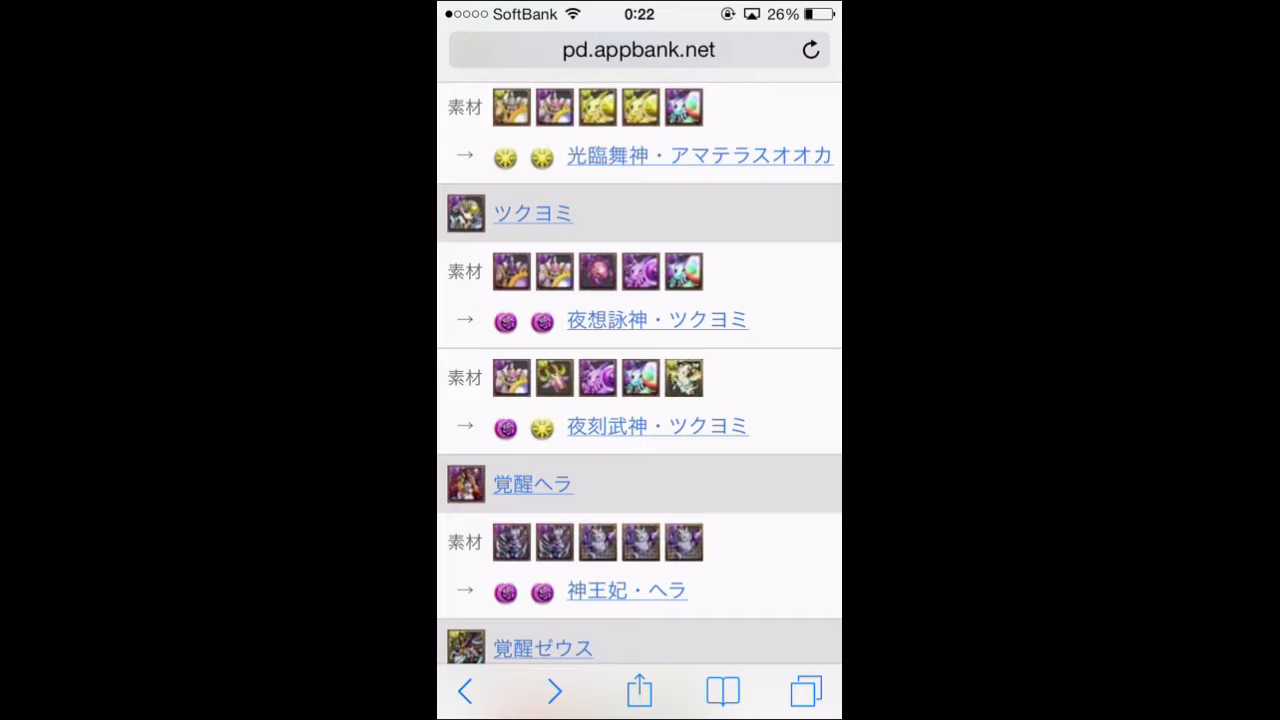 SoftBank 0:22 26%
pd.appbank.net
素材
→ 光臨舞神・アマテラスオオカ
ツクヨミ
素材
→ 夜想詠神・ツクヨミ
素材
→ 夜刻武神・ツクヨミ
覚醒ヘラ
素材
→ 神王妃・ヘラ
覚醒ゼウス